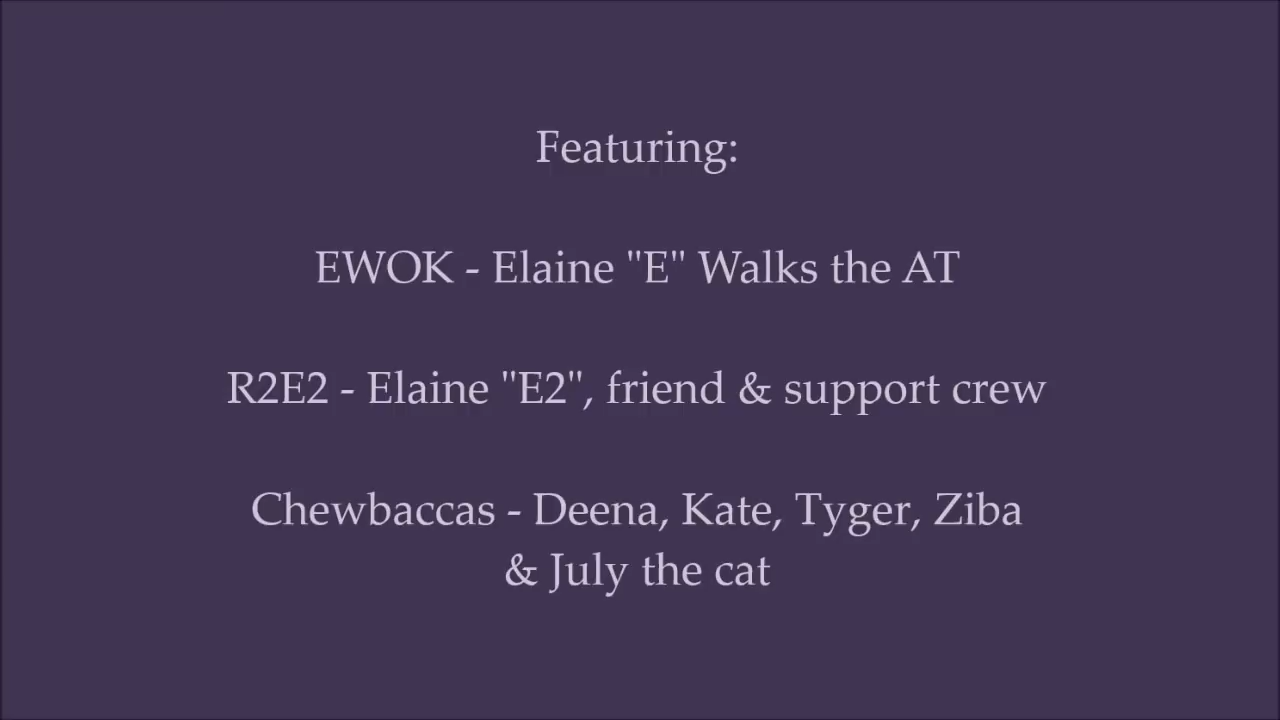 Featuring:
EWOK - Elaine "E" Walks the AT
R2E2 - Elaine "E2", friend & support crew
Chewbaccas - Deena, Kate, Tyger, Ziba
& July the cat